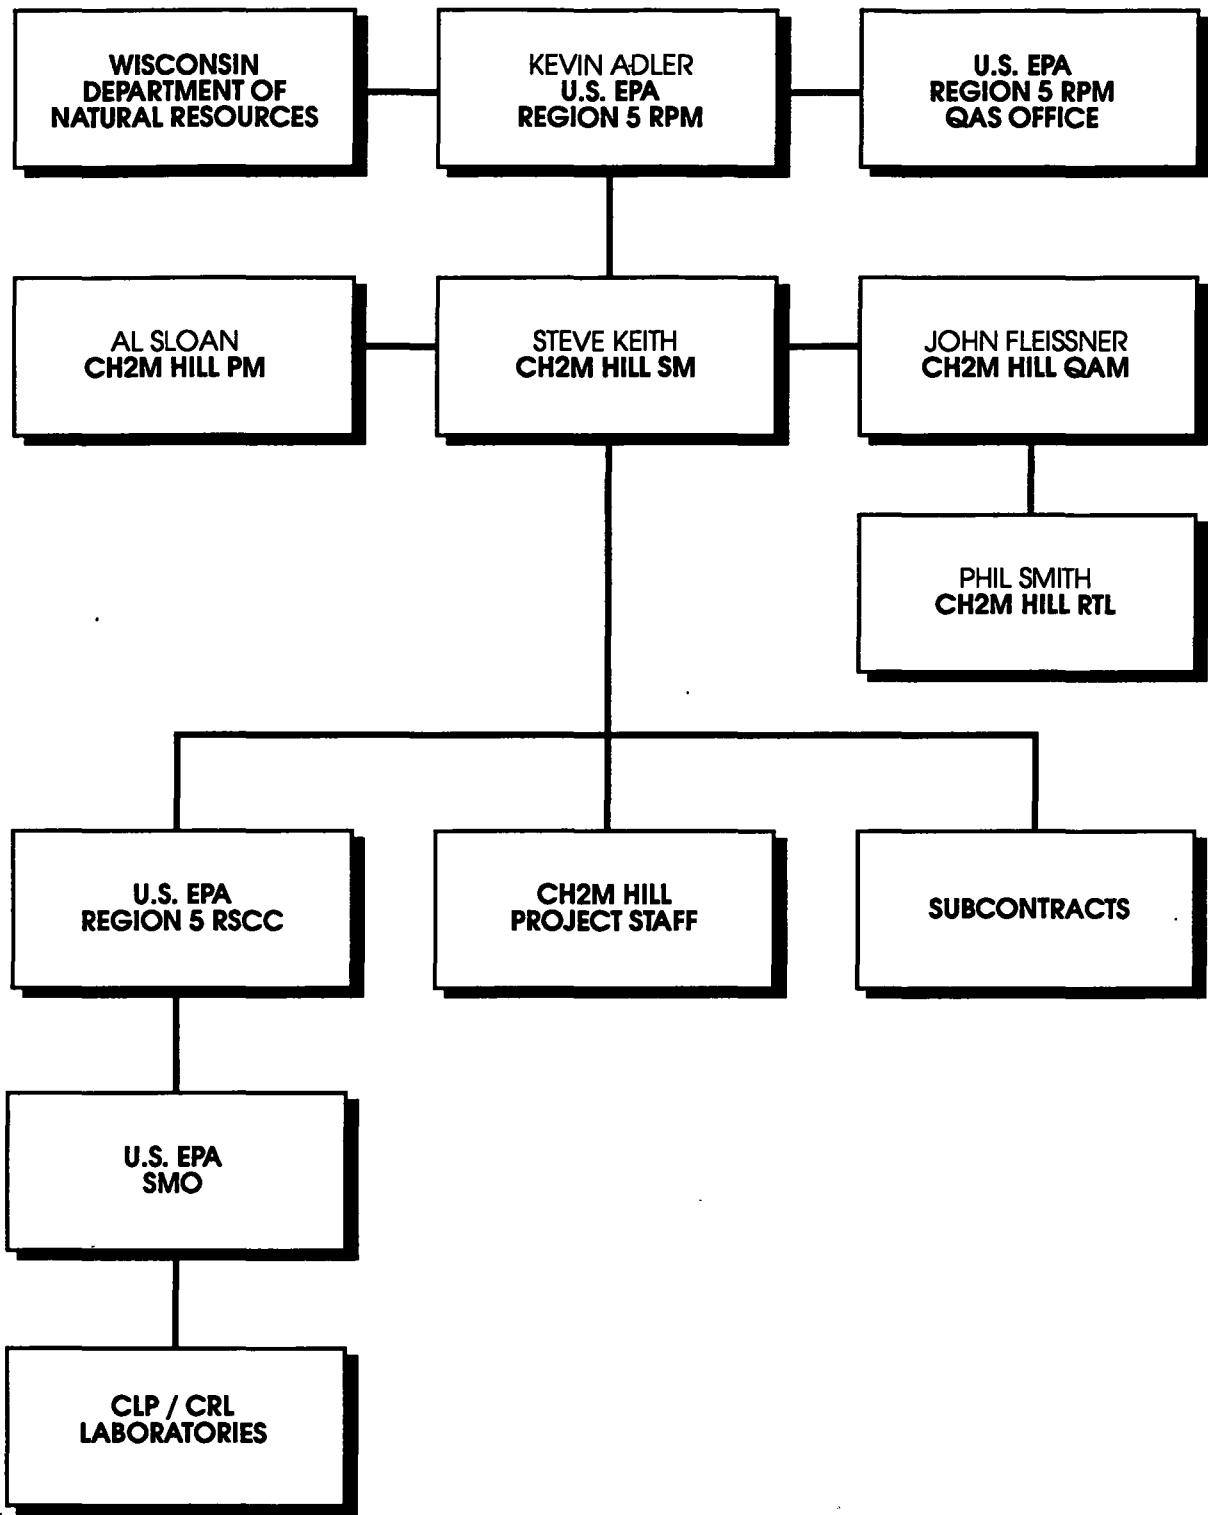 WISCONSIN
DEPARTMENT OF
NATURAL RESOURCES
KEVIN ADLER
U.S. EPA
REGION 5 RPM
U.S. EPA
REGION 5 RPM
QAS OFFICE
AL SLOAN
CH2M HILL PM
STEVE KEITH
CH2M HILL SM
JOHN FLEISSNER
CH2M HILL QAM
PHIL SMITH
CH2M HILL RTL
U.S. EPA
REGION 5 RSCC
CH2M HILL
PROJECT STAFF
SUBCONTRACTS
U.S. EPA
SMO
CLP / CRL
LABORATORIES